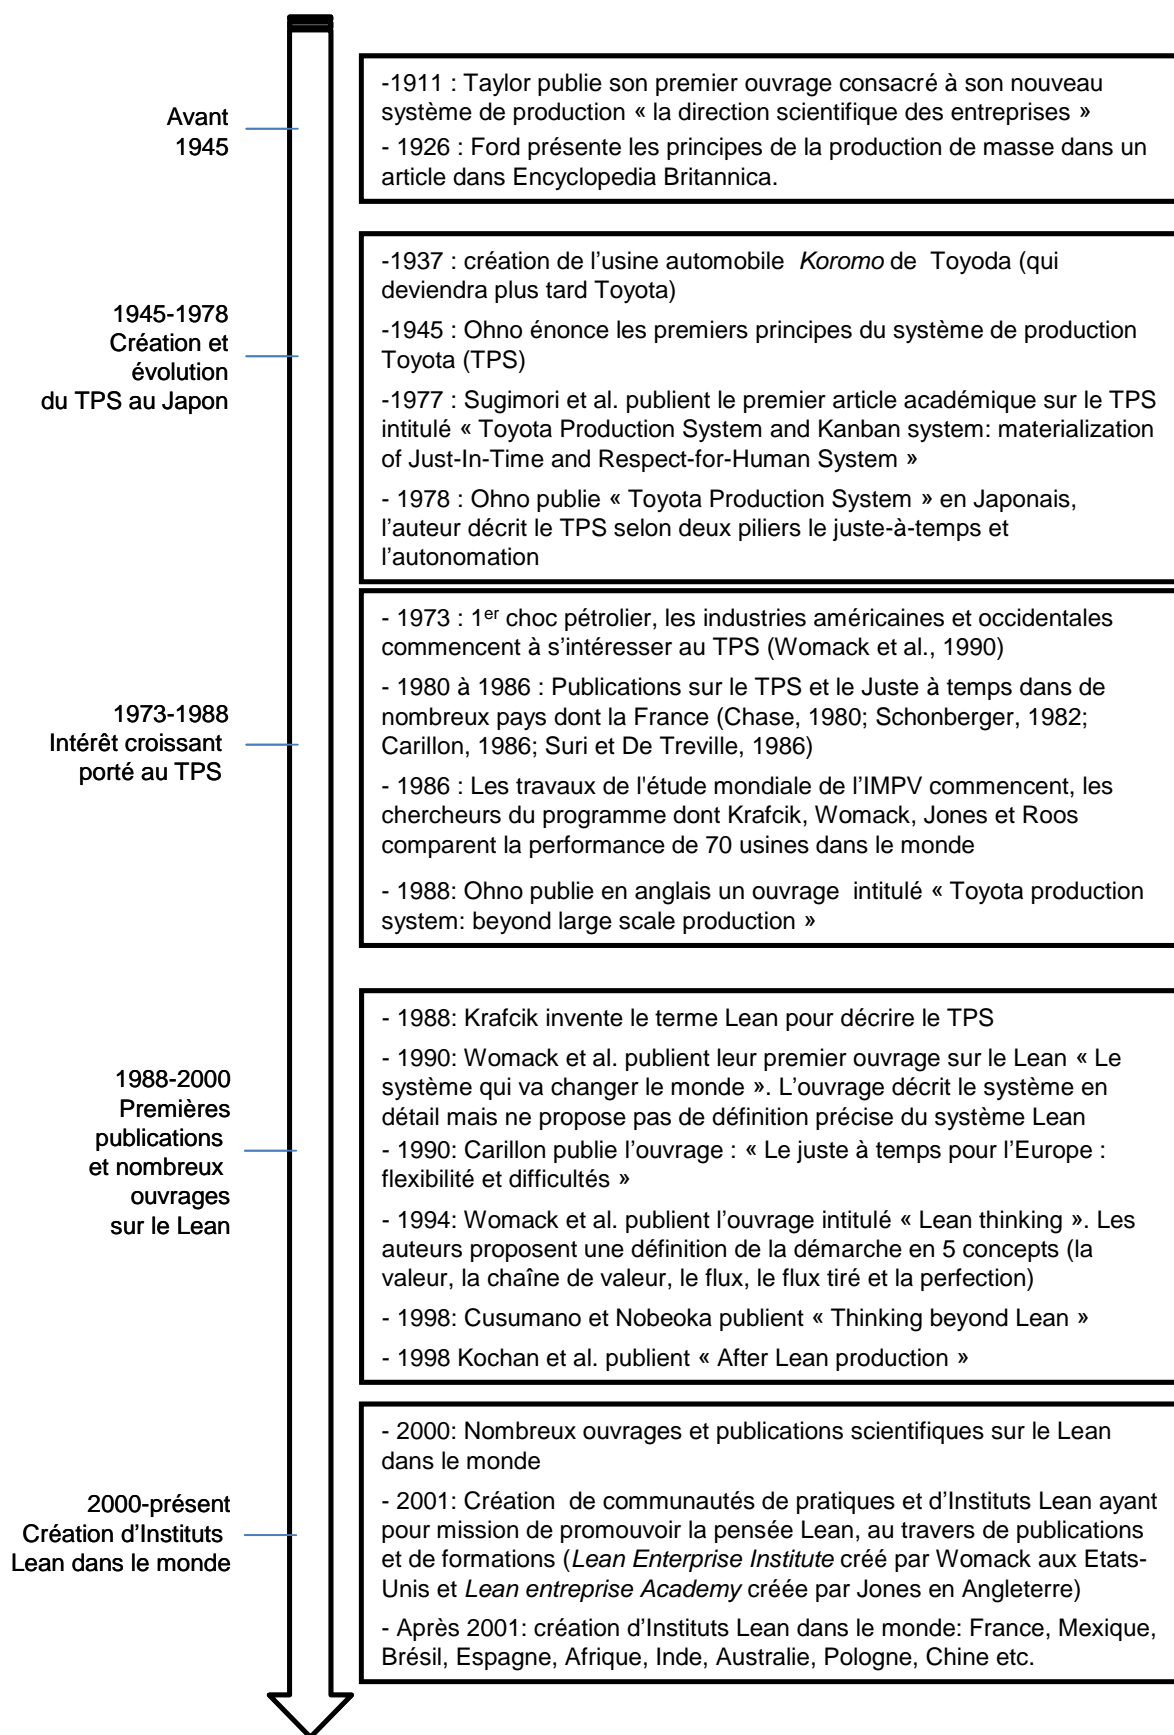 Avant
1945
-1911 : Taylor publie son premier ouvrage consacré à son nouveau
système de production « la direction scientifique des entreprises »
- 1926 : Ford présente les principes de la production de masse dans un
article dans Encyclopedia Britannica.
1945-1978
Création et
évolution
du TPS au Japon
-1937 : création de l’usine automobile Koromo de Toyoda (qui
deviendra plus tard Toyota)
-1945 : Ohno énonce les premiers principes du système de production
Toyota (TPS)
-1977 : Sugimori et al. publient le premier article académique sur le TPS
intitulé « Toyota Production System and Kanban system: materialization
of Just-In-Time and Respect-for-Human System »
- 1978 : Ohno publie « Toyota Production System » en Japonais,
l’auteur décrit le TPS selon deux piliers le juste-à-temps et
l’autonomation
1973-1988
Intérêt croissant
porté au TPS
- 1973 : 1er choc pétrolier, les industries américaines et occidentales
commencent à s’intéresser au TPS (Womack et al., 1990)
- 1980 à 1986 : Publications sur le TPS et le Juste à temps dans de
nombreux pays dont la France (Chase, 1980; Schonberger, 1982;
Carillon, 1986; Suri et De Treville, 1986)
- 1986 : Les travaux de l'étude mondiale de l’IMPV commencent, les
chercheurs du programme dont Krafcik, Womack, Jones et Roos
comparent la performance de 70 usines dans le monde
- 1988: Ohno publie en anglais un ouvrage intitulé « Toyota production
system: beyond large scale production »
1988-2000
Premières
publications
et nombreux
ouvrages
sur le Lean
- 1988: Krafcik invente le terme Lean pour décrire le TPS
- 1990: Womack et al. publient leur premier ouvrage sur le Lean « Le
système qui va changer le monde ». L’ouvrage décrit le système en
détail mais ne propose pas de définition précise du système Lean
- 1990: Carillon publie l’ouvrage : « Le juste à temps pour l’Europe :
flexibilité et difficultés »
- 1994: Womack et al. publient l’ouvrage intitulé « Lean thinking ». Les
auteurs proposent une définition de la démarche en 5 concepts (la
valeur, la chaîne de valeur, le flux, le flux tiré et la perfection)
- 1998: Cusumano et Nobeoka publient « Thinking beyond Lean »
- 1998 Kochan et al. publient « After Lean production »
2000-présent
Création d’Instituts
Lean dans le monde
- 2000: Nombreux ouvrages et publications scientifiques sur le Lean
dans le monde
- 2001: Création de communautés de pratiques et d’Instituts Lean ayant
pour mission de promouvoir la pensée Lean, au travers de publications
et de formations (Lean Enterprise Institute créé par Womack aux Etats-
Unis et Lean entreprise Academy créée par Jones en Angleterre)
- Après 2001: création d’Instituts Lean dans le monde: France, Mexique,
Brésil, Espagne, Afrique, Inde, Australie, Pologne, Chine etc.